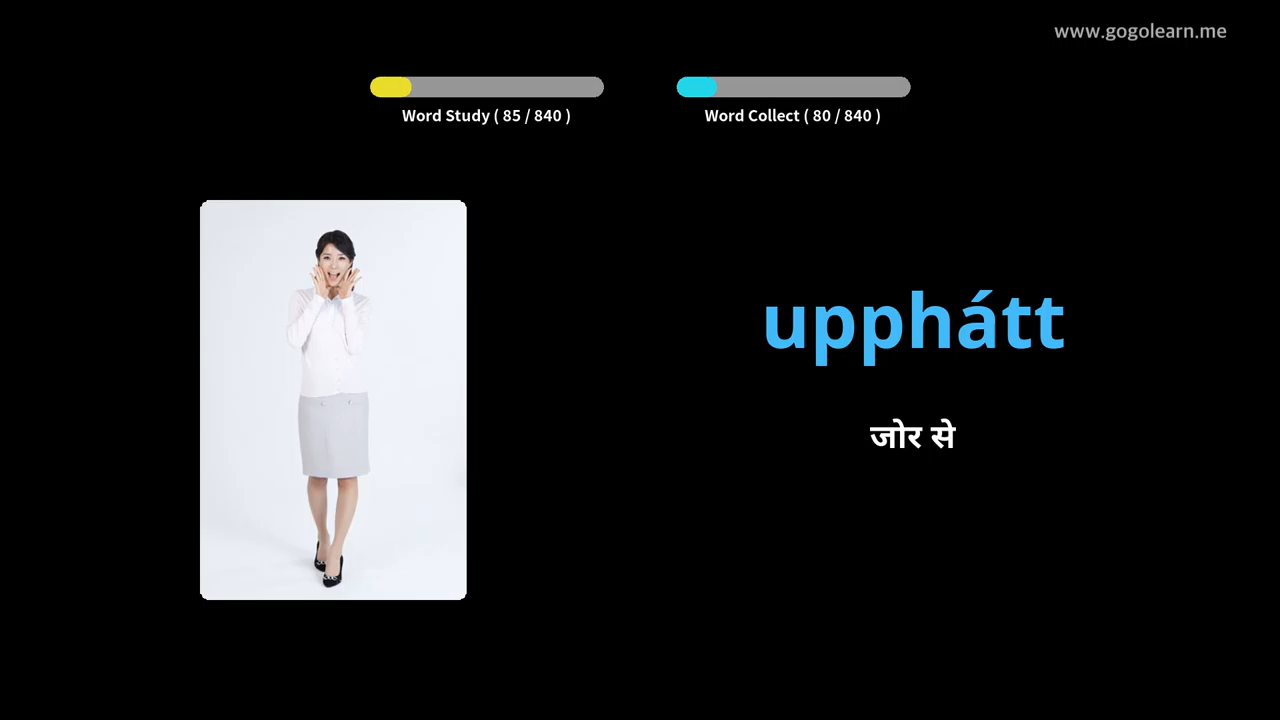 www.gogolearn.me
Word Study ( 85 / 840 )
Word Collect ( 80 / 840 )
upphátt
जोर से